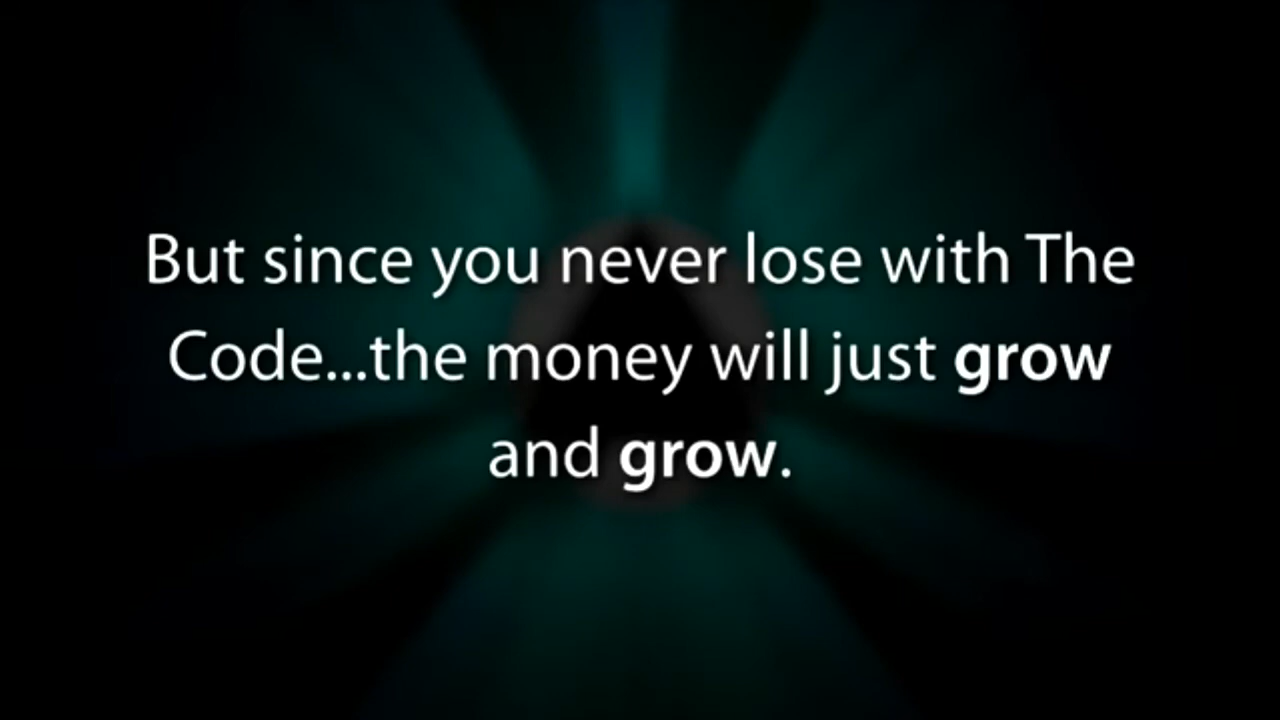 But since you never lose with The
Code...the money will just grow
and grow.